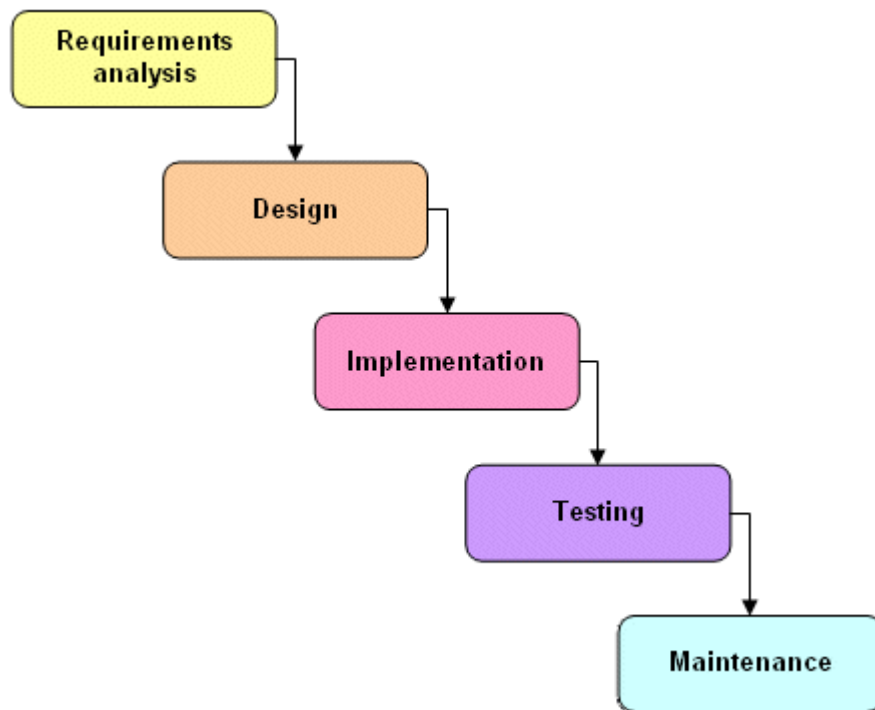 Requirements
analysis
Design
Implementation
Testing
Maintenance